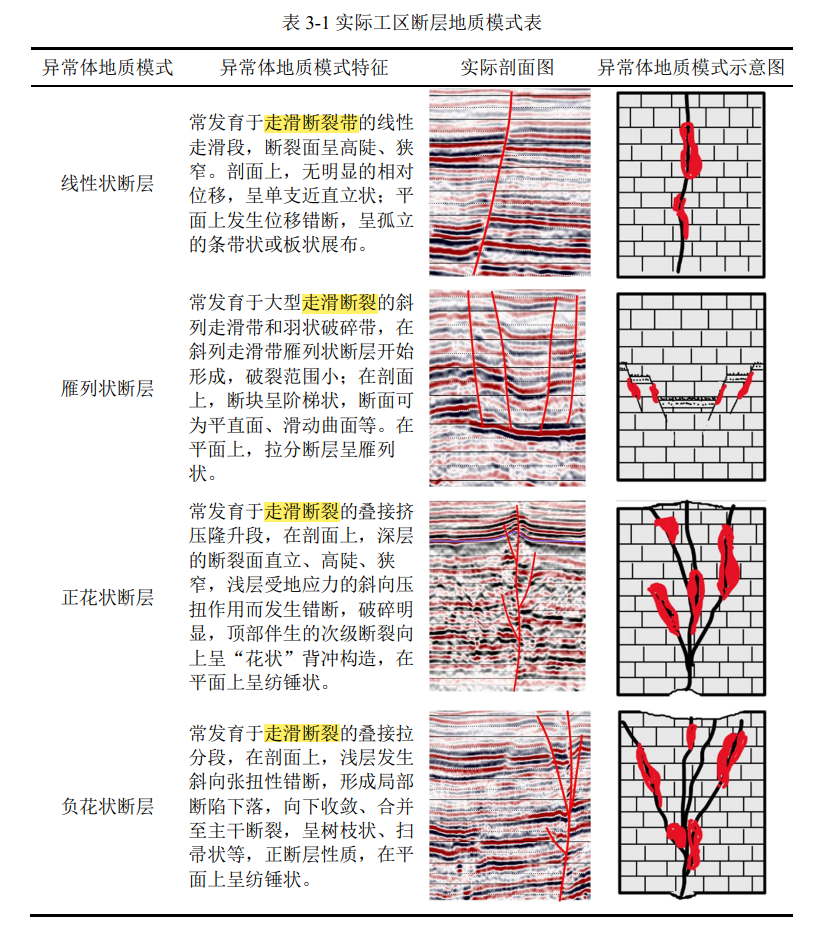 表 3-1 实际工区断层地质模式表
异常体地质模式 异常体地质模式特征 实际剖面图 异常体地质模式示意图
线性状断层
常发育于走滑断裂带的线性
走滑段，断裂面呈高陡、狭
窄。剖面上，无明显的相对
位移，呈单支近直立状；平
面上发生位移错断，呈孤立
的条带状或板状展布。
雁列状断层
常发育于大型走滑断裂的斜
列走滑带和羽状破碎带，在
斜列走滑带雁列状断层开始
形成，破裂范围小；在剖面
上，断块呈阶梯状，断面可
为平直面、滑动曲面等。在
平面上，拉分断层呈雁列
状。
正花状断层
常发育于走滑断裂的叠接挤
压隆升段，在剖面上，深层
的断裂面直立、高陡、狭
窄，浅层受地应力的斜向压
扭作用而发生错断，破碎明
显，顶部伴生的次级断裂向
上呈“花状”背冲构造，在
平面上呈纺锤状。
负花状断层
常发育于走滑断裂的叠接拉
分段，在剖面上，浅层发生
斜向张扭性错断，形成局部
断陷下落，向下收敛、合并
至主干断裂，呈树枝状、扫
帚状等，正断层性质，在平
面上呈纺锤状。